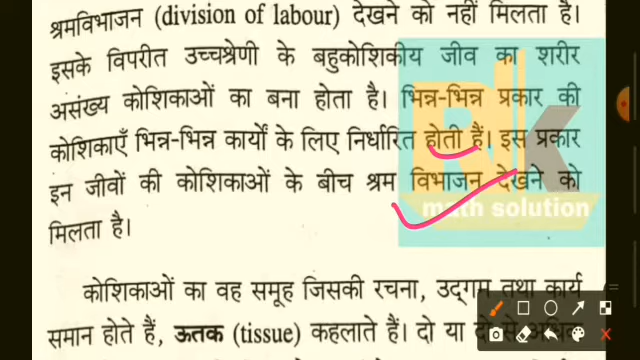 श्रमविभाजन (division of labour) देखने को नहीं मिलता है।
इसके विपरीत उच्चश्रेणी के बहुकोशिकीय जीव का शरीर
असंख्य कोशिकाओं का बना होता है। भिन्न-भिन्न प्रकार की
कोशिकाएँ भिन्न-भिन्न कार्यों के लिए निर्धारित होती हैं। इस प्रकार
इन जीवों की कोशिकाओं के बीच श्रम विभाजन देखने को
math solution
मिलता है।
कोशिकाओं का वह समूह जिसकी रचना, उद्गम तथा कार्य
समान होते हैं, ऊतक (tissue) कहलाते हैं। दो या